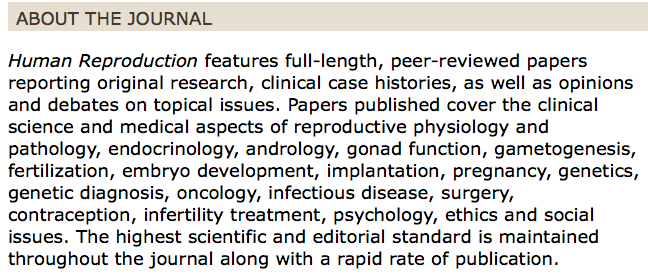 ABOUT THE JOURNAL
Human Reproduction features full-length, peer-reviewed papers
reporting original research, clinical case histories, as well as opinions
and debates on topical issues. Papers published cover the clinical
science and medical aspects of reproductive physiology and
pathology, endocrinology, andrology, gonad function, gametogenesis,
fertilization, embryo development, implantation, pregnancy, genetics,
genetic diagnosis, oncology, infectious disease, surgery,
contraception, infertility treatment, psychology, ethics and social
issues. The highest scientific and editorial standard is maintained
throughout the journal along with a rapid rate of publication.